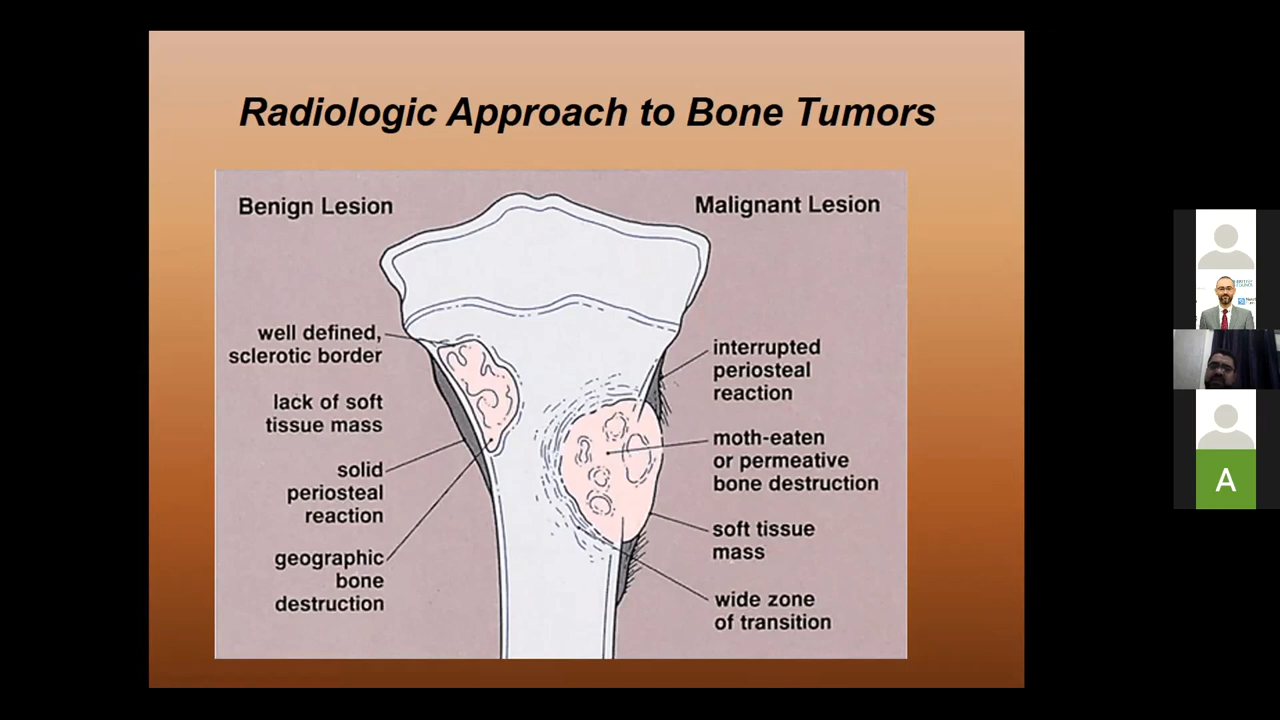 Radiologic Approach to Bone Tumors
Benign Lesion
well defined,
sclerotic border
lack of soft
tissue mass
solid
periosteal
reaction
geographic
bone
destruction
Malignant Lesion
interrupted
periosteal
reaction
moth-eaten
or permeative
bone destruction
soft tissue
mass
wide zone
of transition
A